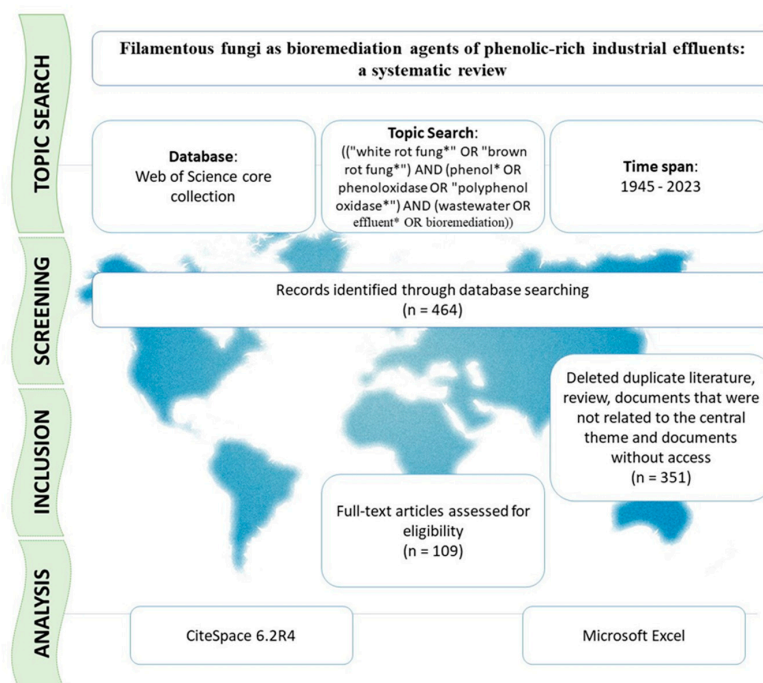 TOPIC SEARCH
Filamentous fungi as bioremediation agents of phenolic-rich industrial effluents:
a systematic review
Database:
Web of Science core
collection
Topic Search:
(("white rot fung*" OR "brown
rot fung*") AND (phenol* OR
phenoloxidase OR "polyphenol
oxidase*") AND (wastewater OR
effluent* OR bioremediation))
Time span:
1945 - 2023
SCREENING
Records identified through database searching
(n = 464)
Deleted duplicate literature,
review, documents that were
not related to the central
theme and documents
without access
(n = 351)
INCLUSION
Full-text articles assessed for
eligibility
(n = 109)
ANALYSIS
CiteSpace 6.2R4
Microsoft Excel